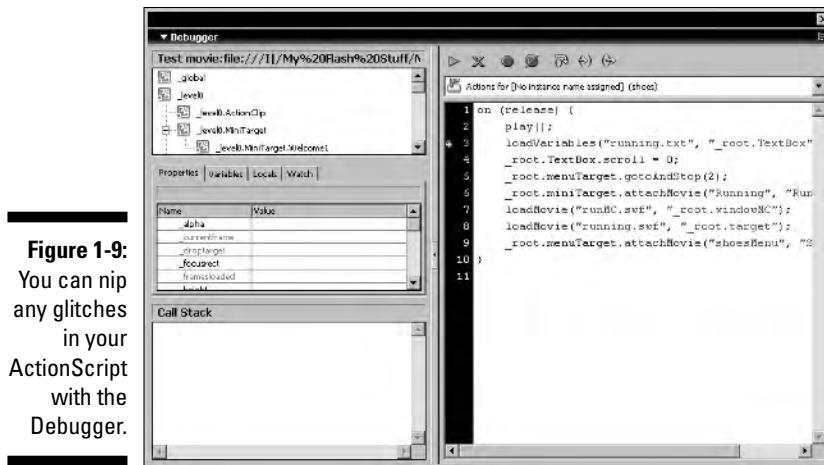 Debugger
Test movie:file:///I|/My%20Flash%20Stuff/N
_global
_level0
_level0.ActionClip
_level0.MiniTarget
_level0.MiniTarget.Welcome1
Properties
Variables
Locals
Watch
Name Value
_alpha
_currentframe
_droptarget
_focusrect
_framesloaded
_height
Call Stack
Actions for [No instance name assigned] (shoes)
1 on (release) {
2 play();
3 loadVariables("running.txt", "_root.TextBox"
4 _root.TextBox.scroll = 0;
5 _root.menuTarget.gotoAndStop(2);
6 _root.miniTarget.attachMovie("Running", "Run
7 loadMovie("runMC.swf", "_root.windowMC");
8 loadMovie("running.swf", "_root.target");
9 _root.menuTarget.attachMovie("shoesMenu", "S
10 }
11
Figure 1-9:
You can nip
any glitches
in your
ActionScript
with the
Debugger.